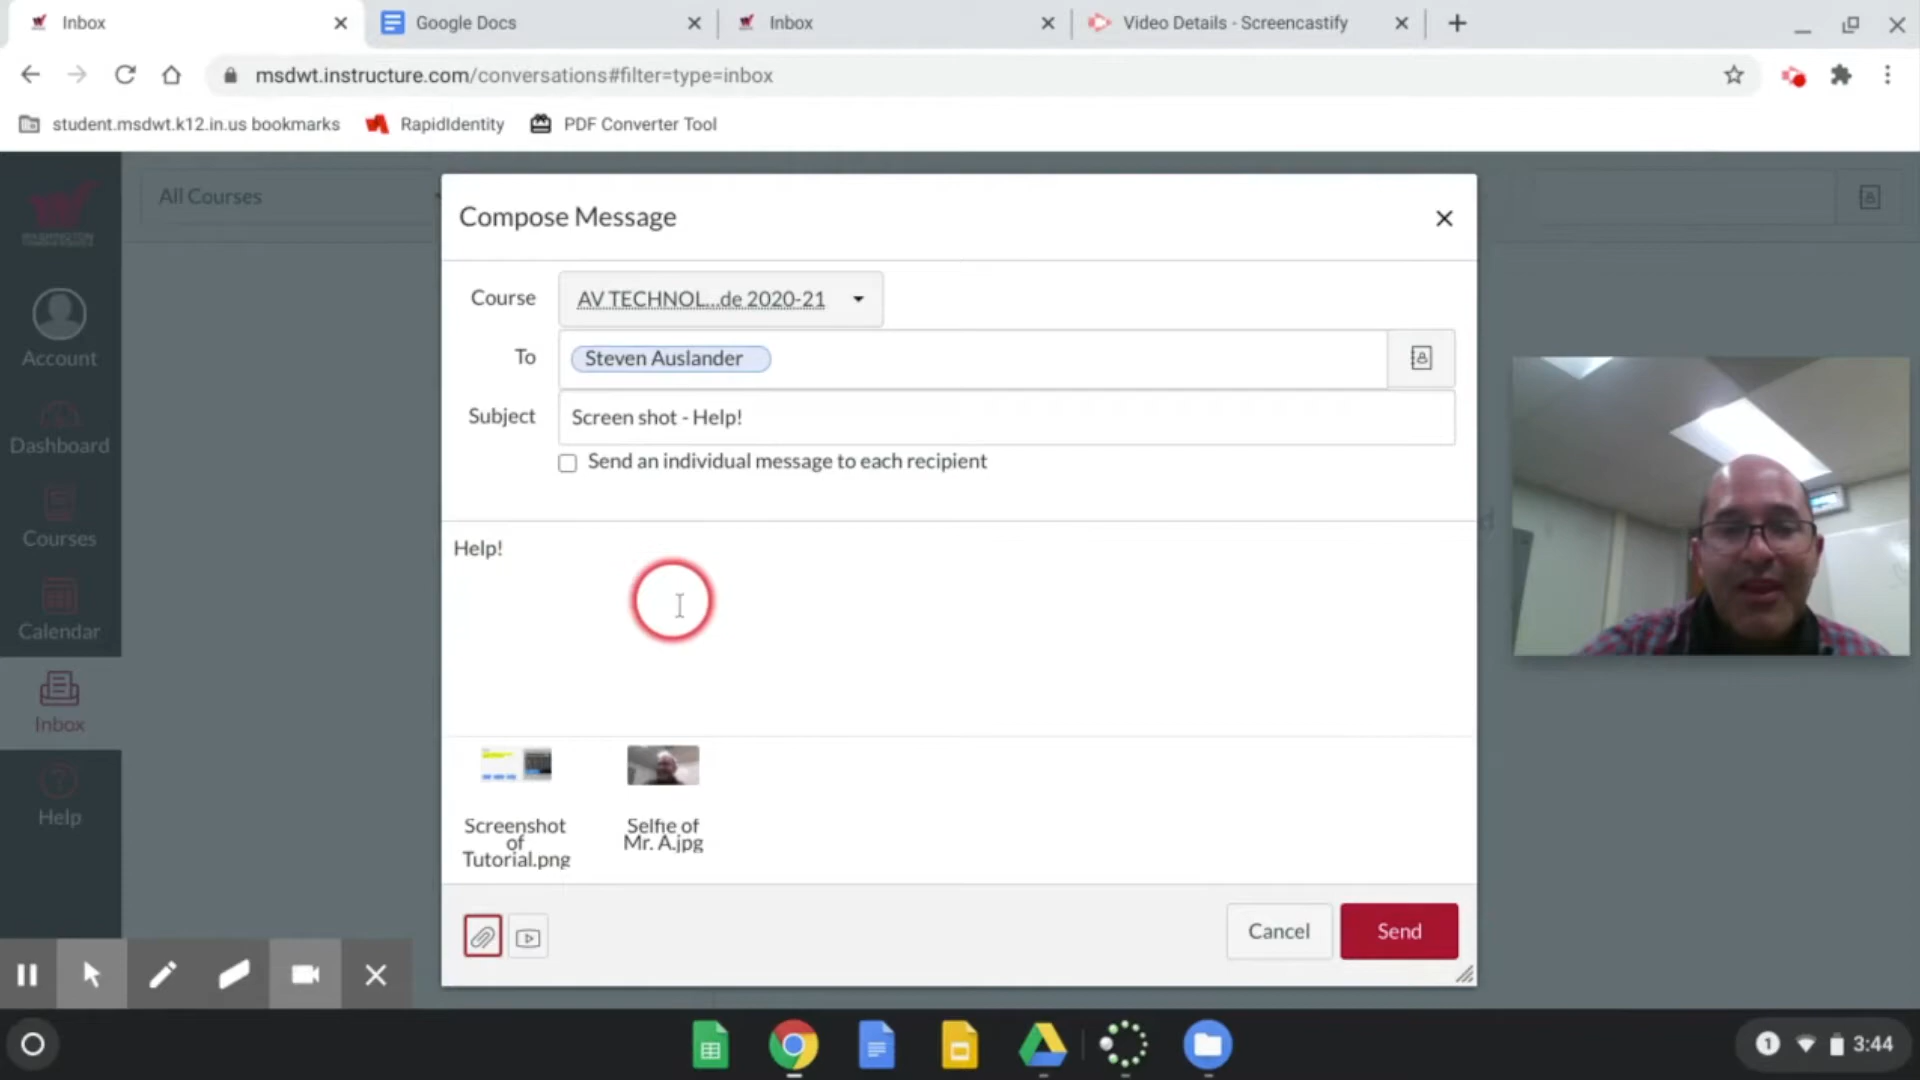 Inbox
Google Docs
Inbox
Video Details - Screencastify
msdwt.instructure.com/conversations#filter=type=inbox
student.msdwt.k12.in.us bookmarks
RapidIdentity
PDF Converter Tool
WASHINGTON
All Courses
Account
Dashboard
Courses
Calendar
Inbox
Help
Compose Message
Course
AV TECHNOL...de 2020-21
To
Steven Auslander
Subject
Screen shot - Help!
Send an individual message to each recipient
Help!
Screenshot
of
Tutorial.png
Selfie of
Mr. A.jpg
Cancel
Send
1
3:44